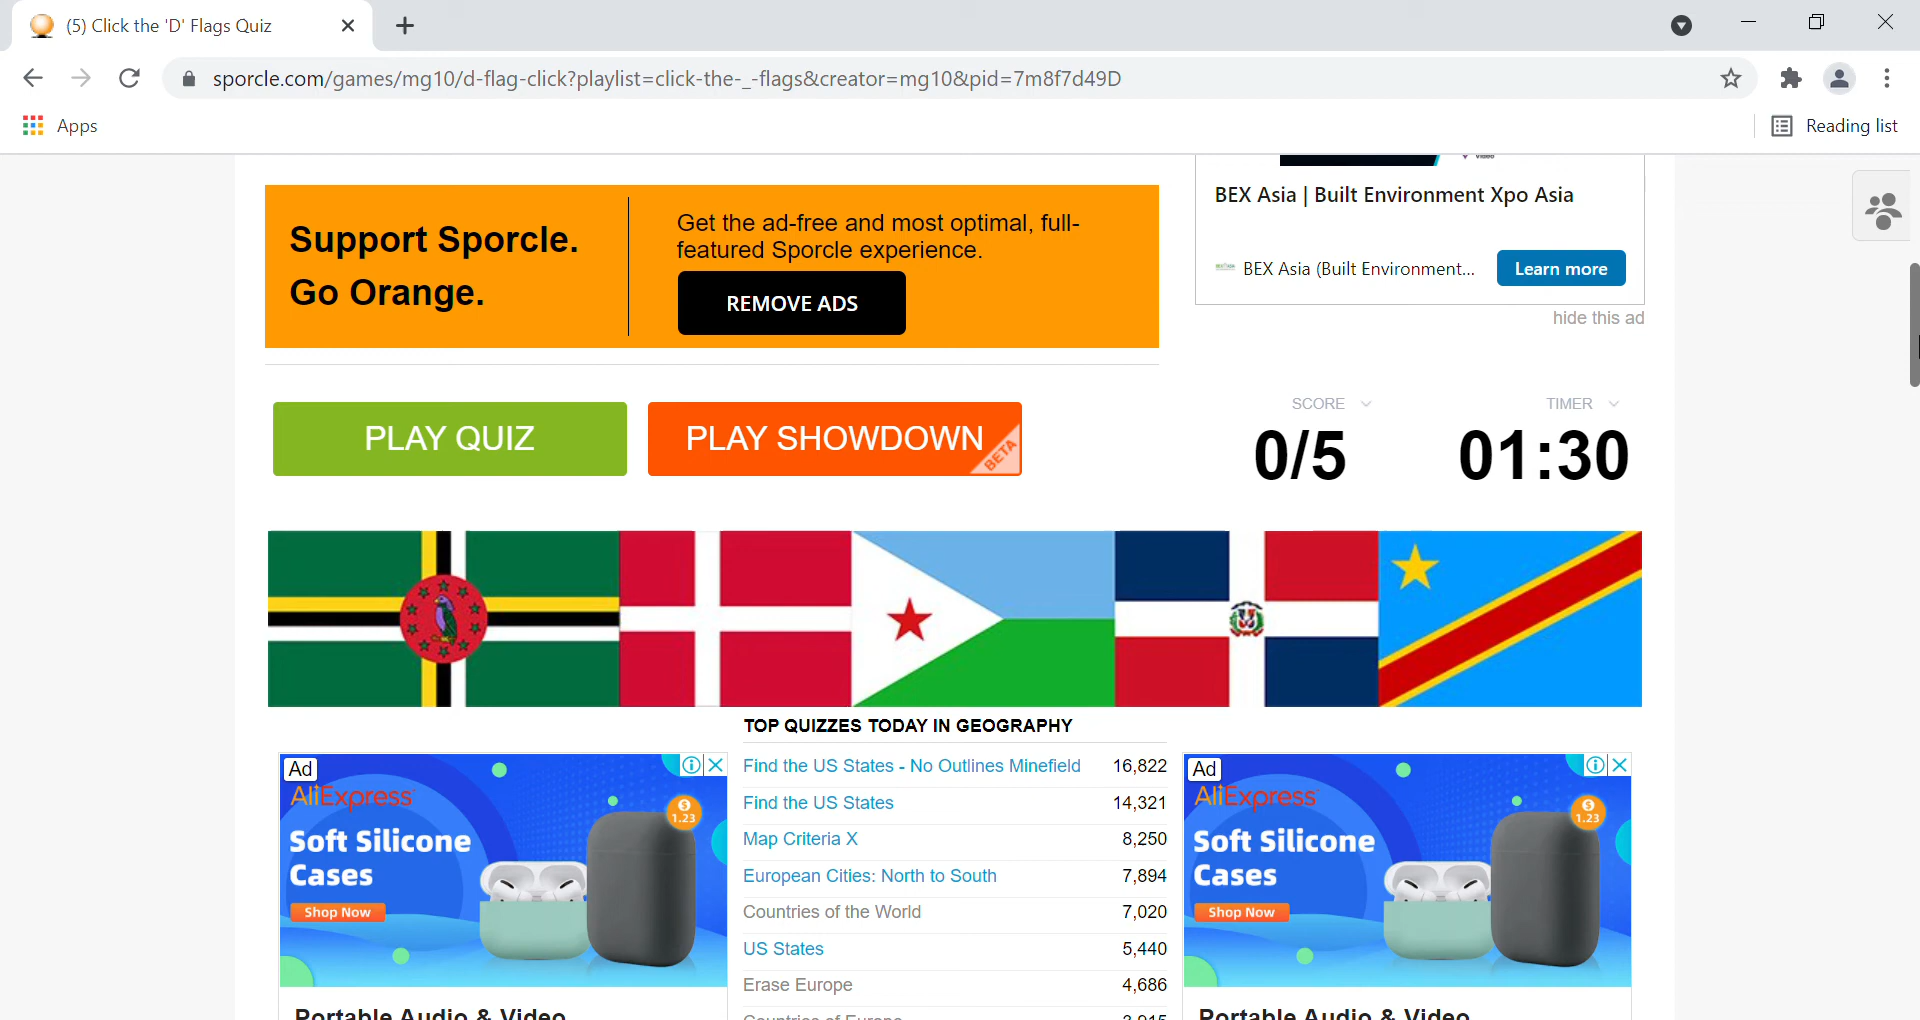 (5) Click the 'D' Flags Quiz
sporcle.com/games/mg10/d-flag-click?playlist=click-the-_-flags&creator=mg10&pid=7m8f7d49D
Apps
Reading list
Support Sporcle.
Go Orange.
Get the ad-free and most optimal, full-
featured Sporcle experience.
REMOVE ADS
BEX Asia | Built Environment Xpo Asia
BEX Asia (Built Environment...
Learn more
hide this ad
PLAY QUIZ
PLAY SHOWDOWN
BETA
SCORE
0/5
TIMER
01:30
TOP QUIZZES TODAY IN GEOGRAPHY
Find the US States - No Outlines Minefield 16,822
Find the US States 14,321
Map Criteria X 8,250
European Cities: North to South 7,894
Countries of the World 7,020
US States 5,440
Erase Europe 4,686
Countries of Europe 3,915
Ad
AliExpress
Soft Silicone
Cases
Shop Now
$
1.23
Portable Audio & Video
Ad
AliExpress
Soft Silicone
Cases
Shop Now
$
1.23
Portable Audio & Video